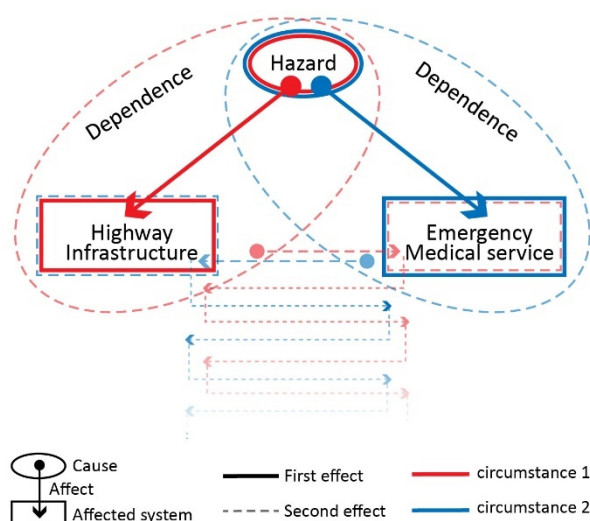 Hazard
Dependence
Dependence
Highway
Infrastructure
Emergency
Medical service
Cause
Affect
Affected system
First effect
Second effect
circumstance 1
circumstance 2